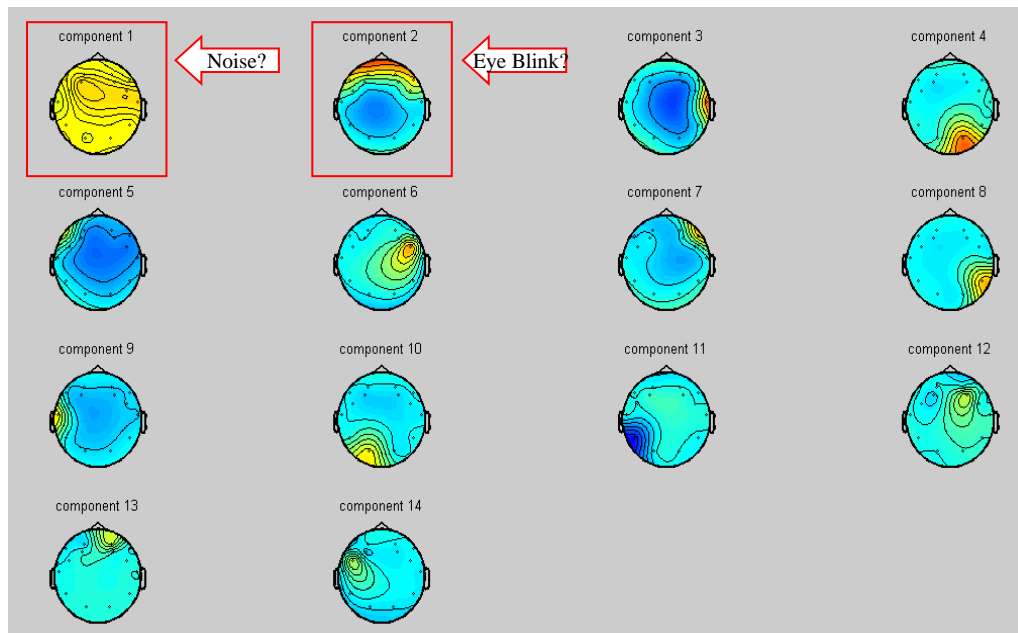 component 1
Noise?
component 2
Eye Blink?
component 3
component 4
component 5
component 6
component 7
component 8
component 9
component 10
component 11
component 12
component 13
component 14